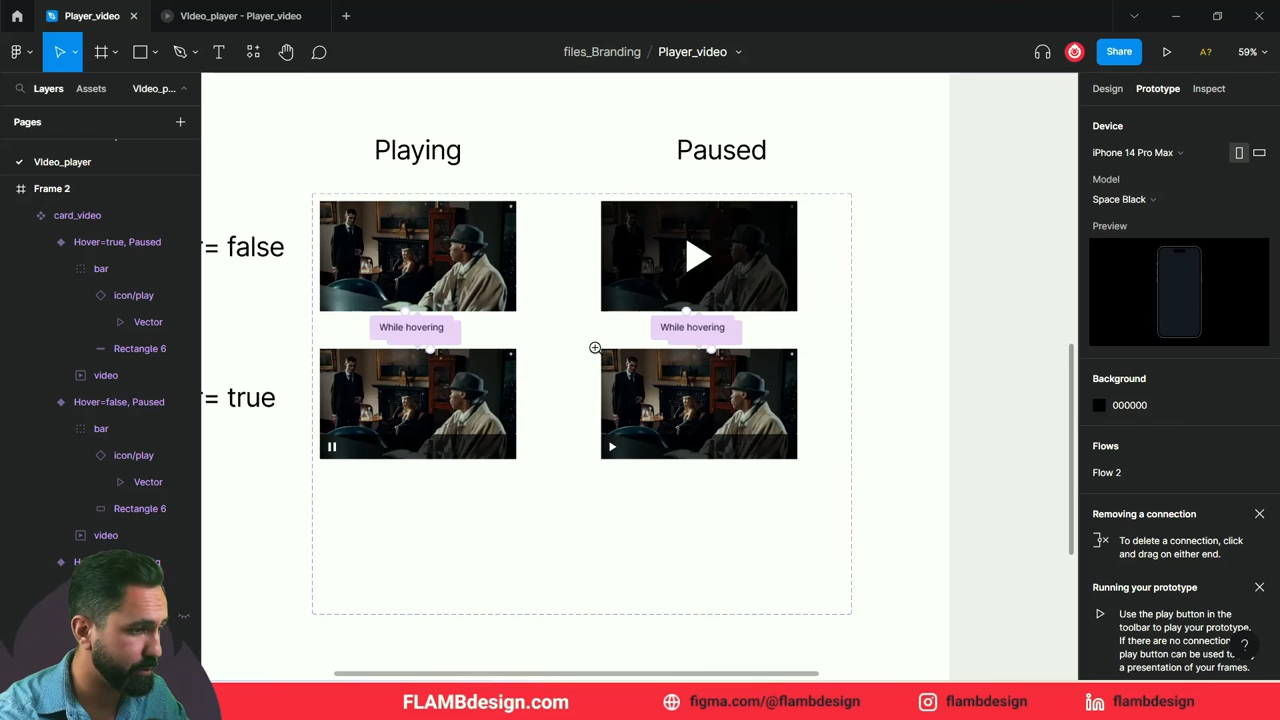 Player_video
VIdeo_player - Player_video
files_Branding / Player_video
Share
A?
59%
Layers
Assets
VIdeo_p...
Design
Prototype
Inspect
Pages
VIdeo_player
Frame 2
card_video
Hover=true, Paused
bar
icon/play
Vector
Rectangle 6
video
Hover=false, Paused
bar
icon/play
Vector
Rectangle 6
video
Playing
Paused
= false
While hovering
While hovering
= true
Device
iPhone 14 Pro Max
Model
Space Black
Preview
Background
000000
Flows
Flow 2
Removing a connection
To delete a connection, click
and drag on either end.
Running your prototype
Use the play button in the
toolbar to play your prototype.
If there are no connection
play button can be used to
a presentation of your frames.
?
FLAMBdesign.com
figma.com/@flambdesign
flambdesign
flambdesign